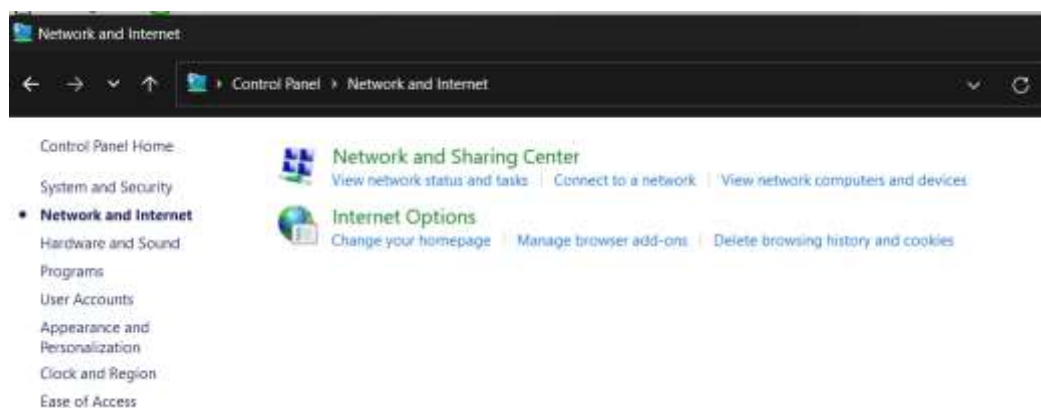 Network and Internet
Control Panel Network and Internet
Control Panel Home
System and Security
Network and Internet
Hardware and Sound
Programs
User Accounts
Appearance and
Personalization
Clock and Region
Ease of Access
Network and Sharing Center
View network status and tasks Connect to a network View network computers and devices
Internet Options
Change your homepage Manage browser add-ons Delete browsing history and cookies